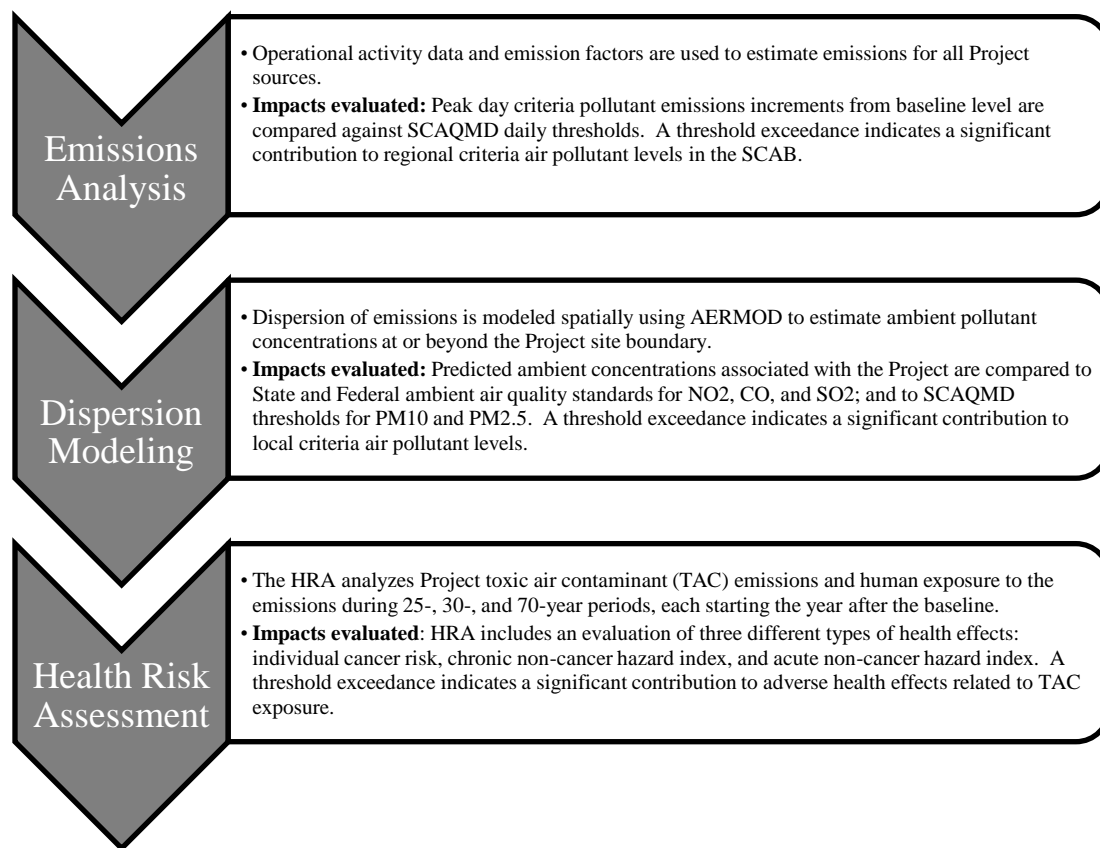 Emissions
Analysis
• Operational activity data and emission factors are used to estimate emissions for all Project
sources.
• Impacts evaluated: Peak day criteria pollutant emissions increments from baseline level are
compared against SCAQMD daily thresholds.  A threshold exceedance indicates a significant
contribution to regional criteria air pollutant levels in the SCAB.
Dispersion
Modeling
• Dispersion of emissions is modeled spatially using AERMOD to estimate ambient pollutant
concentrations at or beyond the Project site boundary.
• Impacts evaluated: Predicted ambient concentrations associated with the Project are compared to
State and Federal ambient air quality standards for NO2, CO, and SO2; and to SCAQMD
thresholds for PM10 and PM2.5.  A threshold exceedance indicates a significant contribution to
local criteria air pollutant levels.
Health Risk
Assessment
• The HRA analyzes Project toxic air contaminant (TAC) emissions and human exposure to the
emissions during 25-, 30-, and 70-year periods, each starting the year after the baseline.
• Impacts evaluated: HRA includes an evaluation of three different types of health effects:
individual cancer risk, chronic non-cancer hazard index, and acute non-cancer hazard index.  A
threshold exceedance indicates a significant contribution to adverse health effects related to TAC
exposure.